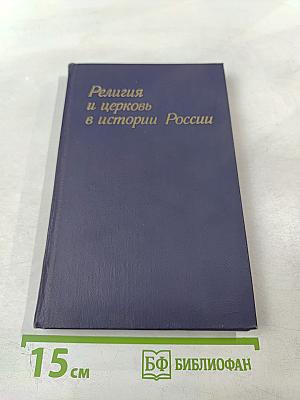 Религия
и церковь
в истории России
15 см
БФ БИБЛИОФАН